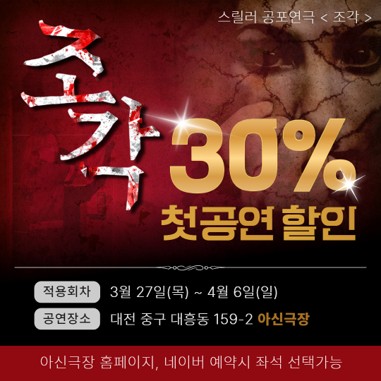 스릴러 공포연극 < 조각 >
조각
30%
첫공연 할인
적용회차 3월 27일(목) ~ 4월 6일(일)
공연장소 대전 중구 대흥동 159-2 아신극장
아신극장 홈페이지, 네이버 예약시 좌석 선택가능